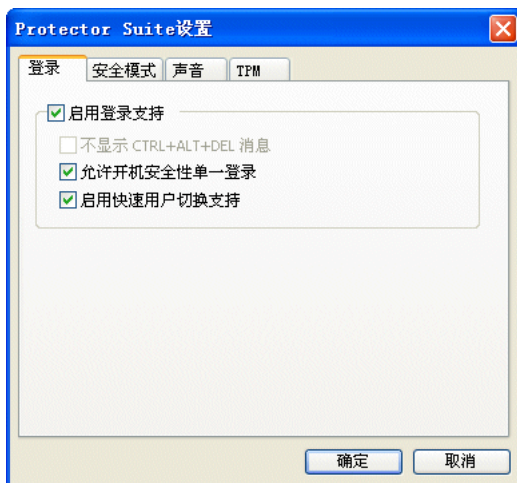 Protector Suite设置
登录 安全模式 声音 TPM
启用登录支持
不显示 CTRL+ALT+DEL 消息
允许开机安全性单一登录
启用快速用户切换支持
确定 取消